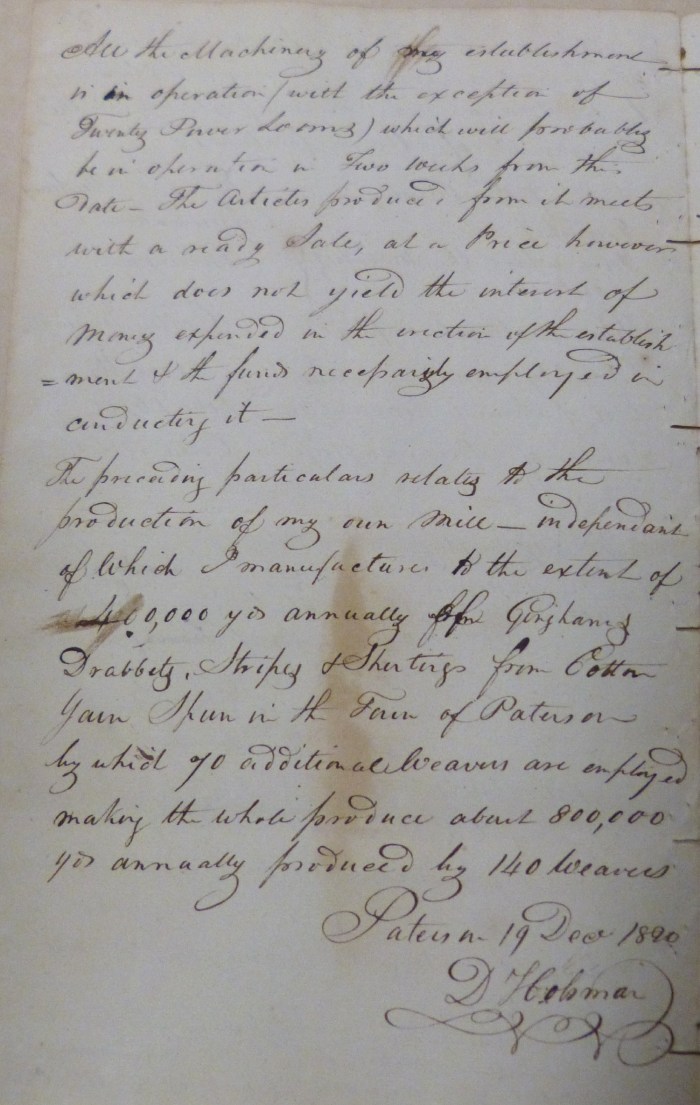 All the Machinery of my establishment
is in operation (with the exception of
Twenty Power Looms) which will probably
be in operation in Two weeks from this
Date — The Articles produced from it meets
with a ready Sale, at a Price however
which does not yield the interest of
Money expended in the erection of the establish
= ment & the funds necessarily employed in
conducting it —
The preceding particulars relates to the
production of my own Mill — independant
of which I manufacture to the extent of
400,000 yds annually of Ginghams
Drabbets, Stripes & Shertings from Cotton
Yarn Spun in the Town of Paterson
by which 70 additional Weavers are employed
making the whole produce about 800,000
yds annually produced by 140 Weavers
Paterson 19 Decr 1820
D Holsman